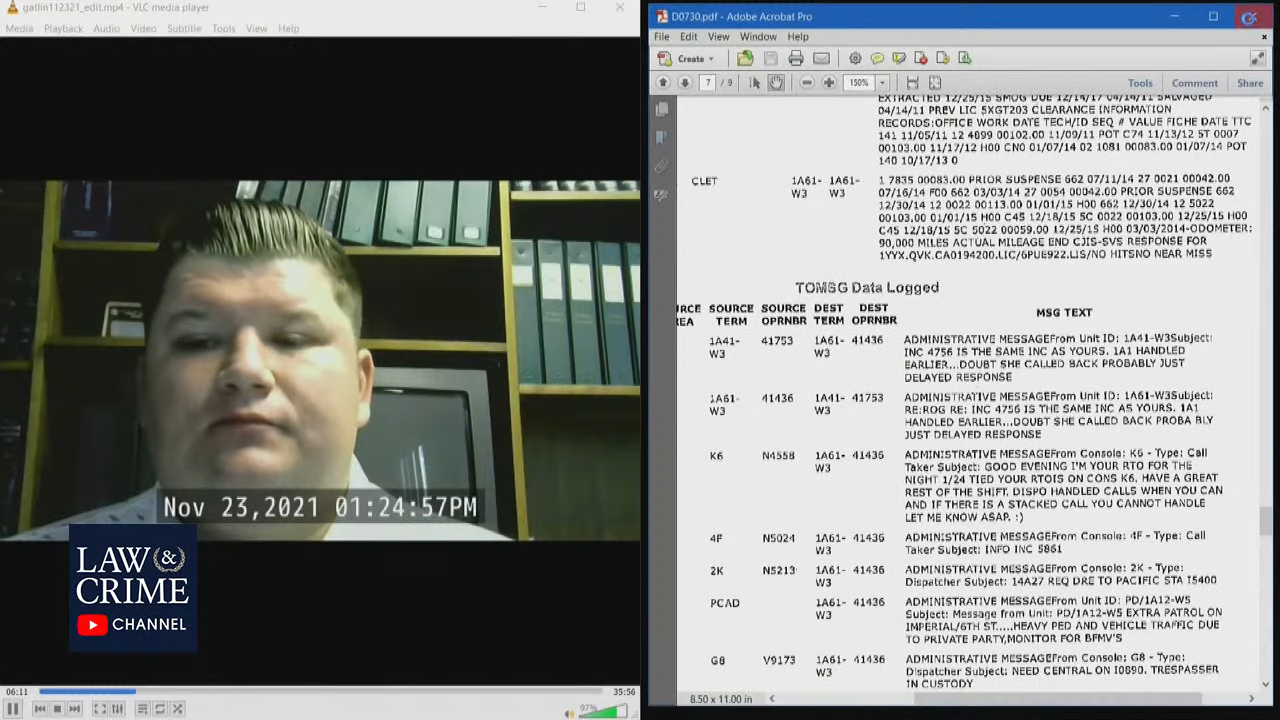 gatlin112321_edit.mp4 - VLC media player
Media Playback Audio Video Subtitle Tools View Help
Nov 23,2021 01:24:57PM
LAW &
CRIME
CHANNEL
06:11
35:56
97%
D0730.pdf - Adobe Acrobat Pro
File Edit View Window Help
Create
7 / 9
150%
Tools Comment Share
EXTRACTED 12/25/15 SMOG DUE 12/14/17 04/14/11 SALVAGED
04/14/11 PREV LIC 5XGT203 CLEARANCE INFORMATION
RECORDS:OFFICE WORK DATE TECH/ID SEQ # VALUE FICHE DATE TTC
141 11/05/11 12 4899 00102.00 11/09/11 POT C74 11/13/12 5T 0007
00103.00 11/17/12 H00 CN0 01/07/14 02 1081 00083.00 01/07/14 POT
140 10/17/13 0
CLET 1A61-W3 1A61-W3 1 7835 00083.00 PRIOR SUSPENSE 662 07/11/14 27 0021 00042.00
07/16/14 F00 662 03/03/14 27 0054 00042.00 PRIOR SUSPENSE 662
12/30/14 12 0022 00113.00 01/01/15 H00 662 12/30/14 12 5022
00103.00 01/01/15 H00 C45 12/18/15 5C 0022 00103.00 12/25/15 H00
C45 12/18/15 5C 5022 00059.00 12/25/15 H00 03/03/2014-ODOMETER:
90,000 MILES ACTUAL MILEAGE END CJIS-SVS RESPONSE FOR
1YYX.QVK.CA0194200.LIC/6PUE922.LIS/NO HITSNO NEAR MISS
TOMSG Data Logged
URCE SOURCE SOURCE DEST DEST
REA TERM OPRNBR TERM OPRNBR
MSG TEXT
1A41-W3 41753 1A61-W3 41436 ADMINISTRATIVE MESSAGEFrom Unit ID: 1A41-W3Subject:
INC 4756 IS THE SAME INC AS YOURS. 1A1 HANDLED
EARLIER...DOUBT SHE CALLED BACK PROBABLY JUST
DELAYED RESPONSE
1A61-W3 41436 1A41-W3 41753 ADMINISTRATIVE MESSAGEFrom Unit ID: 1A61-W3Subject:
RE:ROG RE: INC 4756 IS THE SAME INC AS YOURS. 1A1
HANDLED EARLIER...DOUBT SHE CALLED BACK PROBA BLY
JUST DELAYED RESPONSE
K6 N4558 1A61-W3 41436 ADMINISTRATIVE MESSAGEFrom Console: K6 - Type: Call
Taker Subject: GOOD EVENING I'M YOUR RTO FOR THE
NIGHT 1/24 TIED YOUR RTOIS ON CONS K6. HAVE A GREAT
REST OF THE SHIFT. DISPO HANDLED CALLS WHEN YOU CAN
AND IF THERE IS A STACKED CALL YOU CANNOT HANDLE
LET ME KNOW ASAP. :)
4F N5024 1A61-W3 41436 ADMINISTRATIVE MESSAGEFrom Console: 4F - Type: Call
Taker Subject: INFO INC 5861
2K N5213 1A61-W3 41436 ADMINISTRATIVE MESSAGEFrom Console: 2K - Type:
Dispatcher Subject: 14A27 REQ DRE TO PACIFIC STA I5400
PCAD 1A61-W3 41436 ADMINISTRATIVE MESSAGEFrom Unit ID: PD/1A12-W5
Subject: Message from Unit: PD/1A12-W5 EXTRA PATROL ON
IMPERIAL/6TH ST.....HEAVY PED AND VEHICLE TRAFFIC DUE
TO PRIVATE PARTY,MONITOR FOR BFMV'S
G8 V9173 1A61-W3 41436 ADMINISTRATIVE MESSAGEFrom Console: G8 - Type:
Dispatcher Subject: NEED CENTRAL ON I0890. TRESPASSER
IN CUSTODY
8.50 x 11.00 in